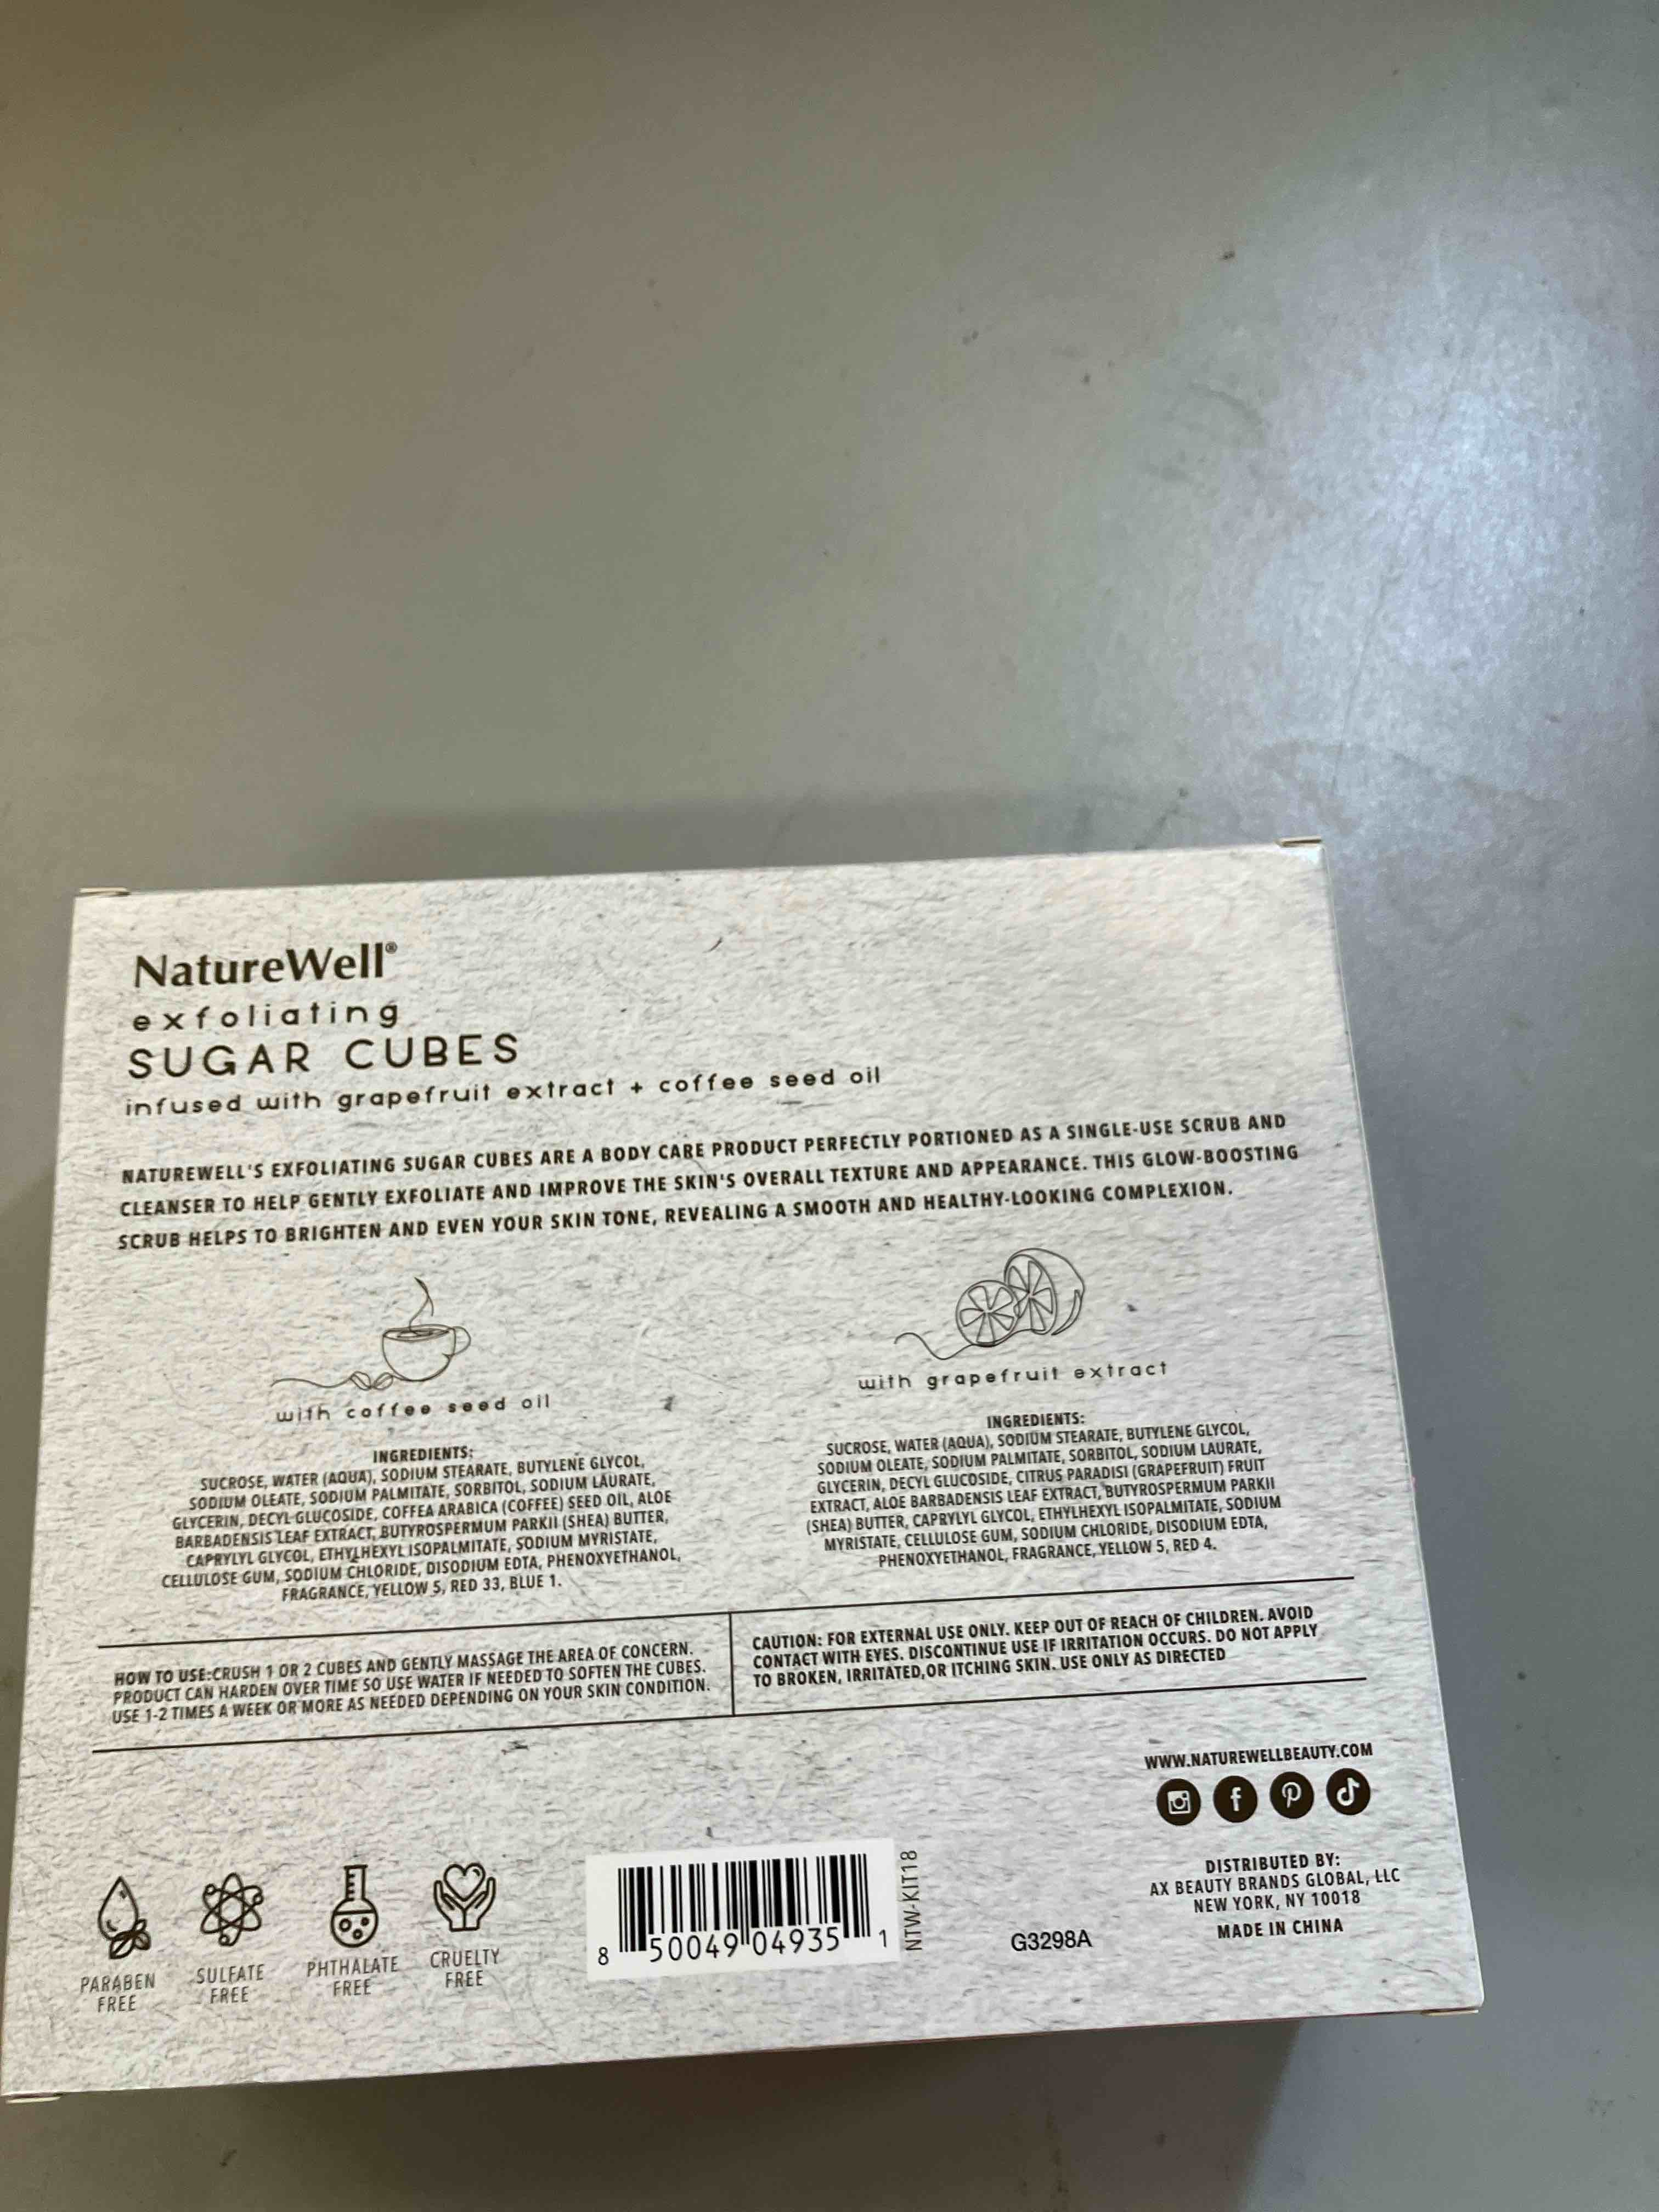 NatureWell®
exfoliating
SUGAR CUBES
infused with grapefruit extract + coffee seed oil
NATUREWELL'S EXFOLIATING SUGAR CUBES ARE A BODY CARE PRODUCT PERFECTLY PORTIONED AS A SINGLE-USE SCRUB AND
CLEANSER TO HELP GENTLY EXFOLIATE AND IMPROVE THE SKIN'S OVERALL TEXTURE AND APPEARANCE. THIS GLOW-BOOSTING
SCRUB HELPS TO BRIGHTEN AND EVEN YOUR SKIN TONE, REVEALING A SMOOTH AND HEALTHY-LOOKING COMPLEXION.
with coffee seed oil
INGREDIENTS:
SUCROSE, WATER (AQUA), SODIUM STEARATE, BUTYLENE GLYCOL,
SODIUM OLEATE, SODIUM PALMITATE, SORBITOL, SODIUM LAURATE,
GLYCERIN, DECYL GLUCOSIDE, COFFEA ARABICA (COFFEE) SEED OIL, ALOE
BARBADENSIS LEAF EXTRACT, BUTYROSPERMUM PARKII (SHEA) BUTTER,
CAPRYLYL GLYCOL, ETHYLHEXYL ISOPALMITATE, SODIUM MYRISTATE,
CELLULOSE GUM, SODIUM CHLORIDE, DISODIUM EDTA, PHENOXYETHANOL,
FRAGRANCE, YELLOW 5, RED 33, BLUE 1.
with grapefruit extract
INGREDIENTS:
SUCROSE, WATER (AQUA), SODIUM STEARATE, BUTYLENE GLYCOL,
SODIUM OLEATE, SODIUM PALMITATE, SORBITOL, SODIUM LAURATE,
GLYCERIN, DECYL GLUCOSIDE, CITRUS PARADISI (GRAPEFRUIT) FRUIT
EXTRACT, ALOE BARBADENSIS LEAF EXTRACT, BUTYROSPERMUM PARKII
(SHEA) BUTTER, CAPRYLYL GLYCOL, ETHYLHEXYL ISOPALMITATE, SODIUM
MYRISTATE, CELLULOSE GUM, SODIUM CHLORIDE, DISODIUM EDTA,
PHENOXYETHANOL, FRAGRANCE, YELLOW 5, RED 4.
HOW TO USE:CRUSH 1 OR 2 CUBES AND GENTLY MASSAGE THE AREA OF CONCERN.
PRODUCT CAN HARDEN OVER TIME SO USE WATER IF NEEDED TO SOFTEN THE CUBES.
USE 1-2 TIMES A WEEK OR MORE AS NEEDED DEPENDING ON YOUR SKIN CONDITION.
CAUTION: FOR EXTERNAL USE ONLY. KEEP OUT OF REACH OF CHILDREN. AVOID
CONTACT WITH EYES. DISCONTINUE USE IF IRRITATION OCCURS. DO NOT APPLY
TO BROKEN, IRRITATED, OR ITCHING SKIN. USE ONLY AS DIRECTED
WWW.NATUREWELLBEAUTY.COM
PARABEN
FREE
SULFATE
FREE
PHTHALATE
FREE
CRUELTY
FREE
8 50049 04935 1
NTW-KIT18
G3298A
DISTRIBUTED BY:
AX BEAUTY BRANDS GLOBAL, LLC
NEW YORK, NY 10018
MADE IN CHINA